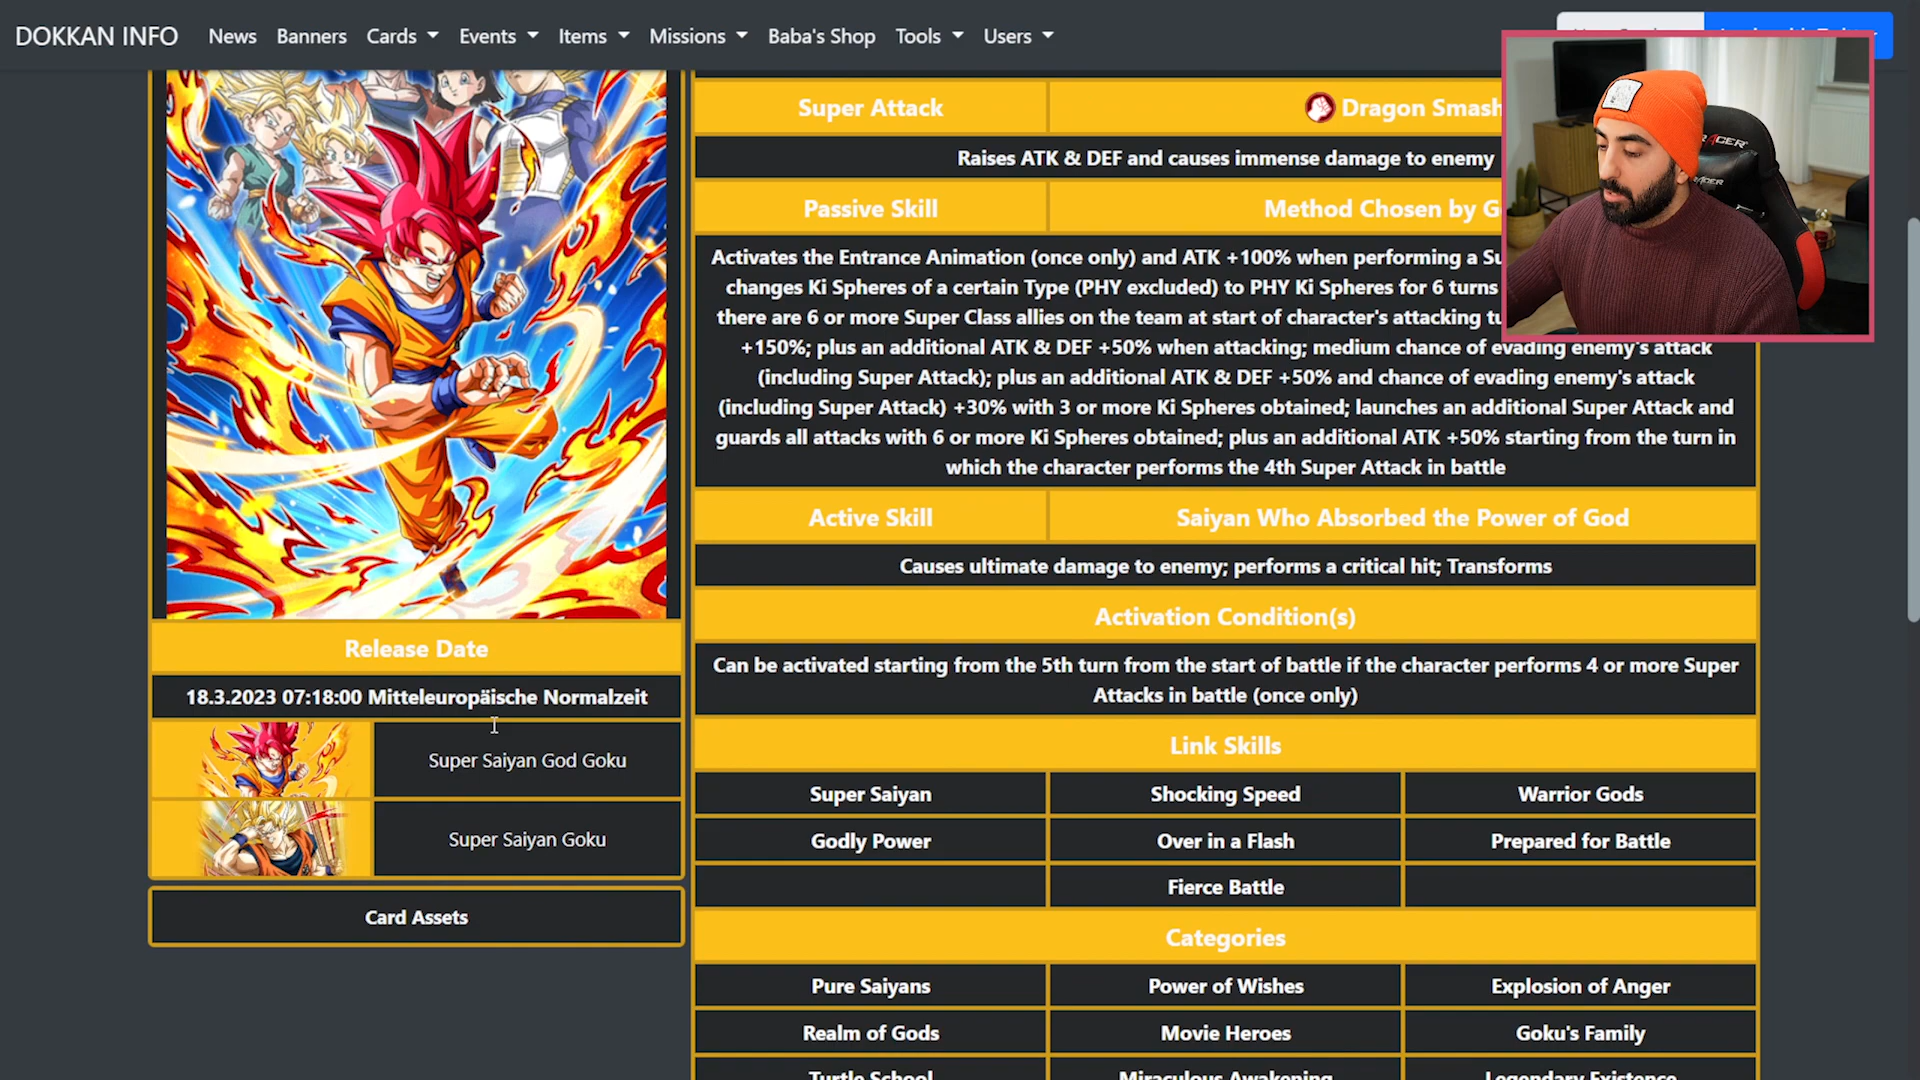 DOKKAN INFO News Banners Cards Events Items Missions Baba's Shop Tools Users
Super Attack Dragon Smash
Raises ATK & DEF and causes immense damage to enemy
Passive Skill Method Chosen by G
Activates the Entrance Animation (once only) and ATK +100% when performing a Su
changes Ki Spheres of a certain Type (PHY excluded) to PHY Ki Spheres for 6 turns
there are 6 or more Super Class allies on the team at start of character's attacking tu
+150%; plus an additional ATK & DEF +50% when attacking; medium chance of evading enemy's attack
(including Super Attack); plus an additional ATK & DEF +50% and chance of evading enemy's attack
(including Super Attack) +30% with 3 or more Ki Spheres obtained; launches an additional Super Attack and
guards all attacks with 6 or more Ki Spheres obtained; plus an additional ATK +50% starting from the turn in
which the character performs the 4th Super Attack in battle
Active Skill Saiyan Who Absorbed the Power of God
Causes ultimate damage to enemy; performs a critical hit; Transforms
Activation Condition(s)
Can be activated starting from the 5th turn from the start of battle if the character performs 4 or more Super
Attacks in battle (once only)
Release Date
18.3.2023 07:18:00 Mitteleuropäische Normalzeit
Super Saiyan God Goku
Super Saiyan Goku
Card Assets
Link Skills
Super Saiyan Shocking Speed Warrior Gods
Godly Power Over in a Flash Prepared for Battle
Fierce Battle
Categories
Pure Saiyans Power of Wishes Explosion of Anger
Realm of Gods Movie Heroes Goku's Family
Turtle School Miraculous Awakening Legendary Existence